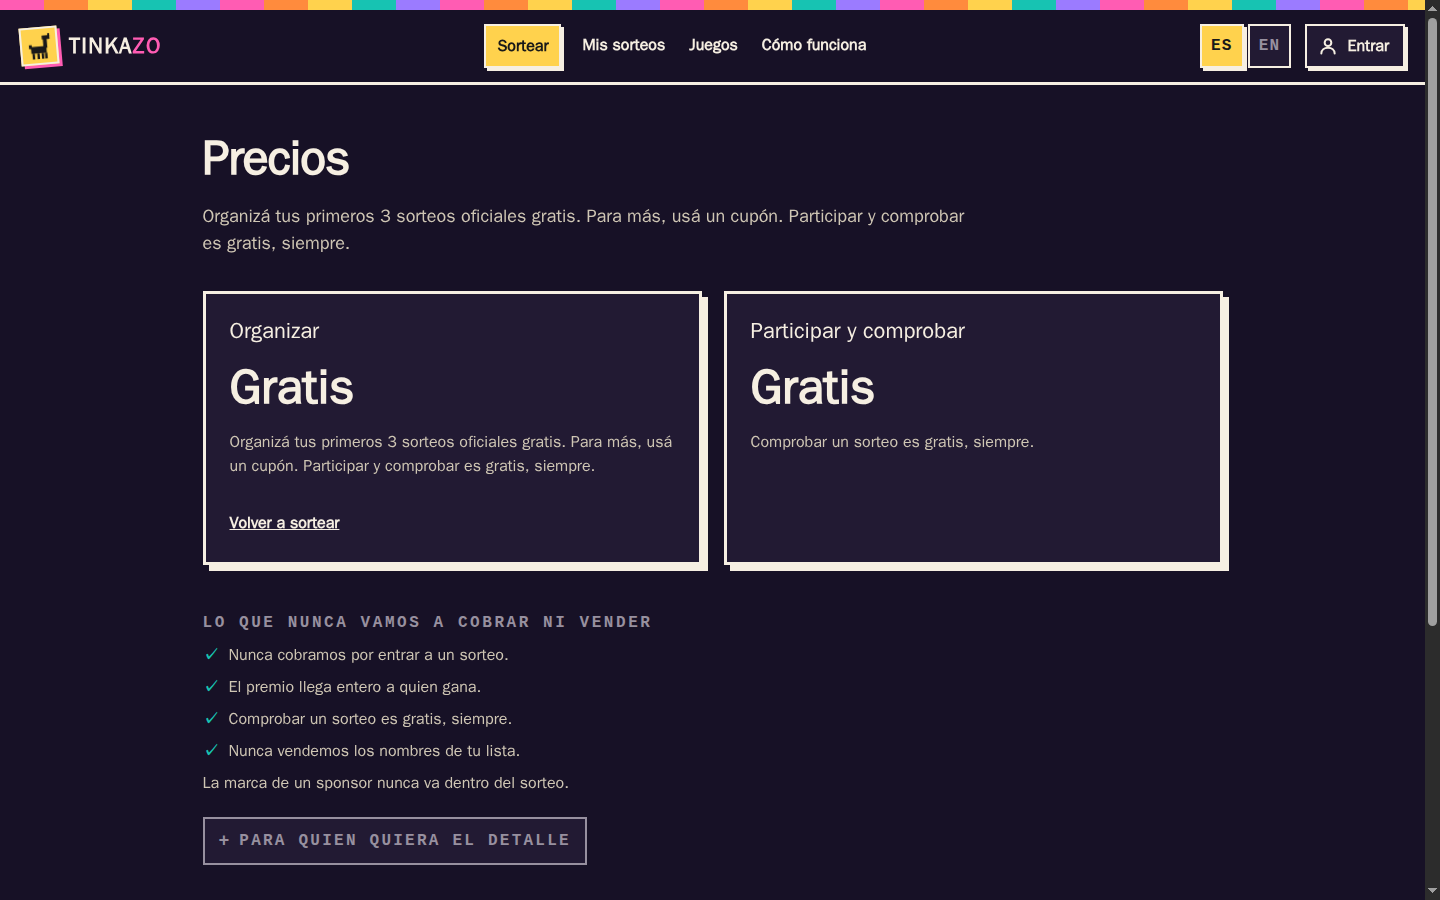 TINKAZO
Sortear
Mis sorteos
Juegos
Cómo funciona
ES
EN
Entrar
Precios
Organizá tus primeros 3 sorteos oficiales gratis. Para más, usá un cupón. Participar y comprobar
es gratis, siempre.
Organizar
Gratis
Organizá tus primeros 3 sorteos oficiales gratis. Para más, usá
un cupón. Participar y comprobar es gratis, siempre.
Volver a sortear
Participar y comprobar
Gratis
Comprobar un sorteo es gratis, siempre.
LO QUE NUNCA VAMOS A COBRAR NI VENDER
✓ Nunca cobramos por entrar a un sorteo.
✓ El premio llega entero a quien gana.
✓ Comprobar un sorteo es gratis, siempre.
✓ Nunca vendemos los nombres de tu lista.
La marca de un sponsor nunca va dentro del sorteo.
+ PARA QUIEN QUIERA EL DETALLE